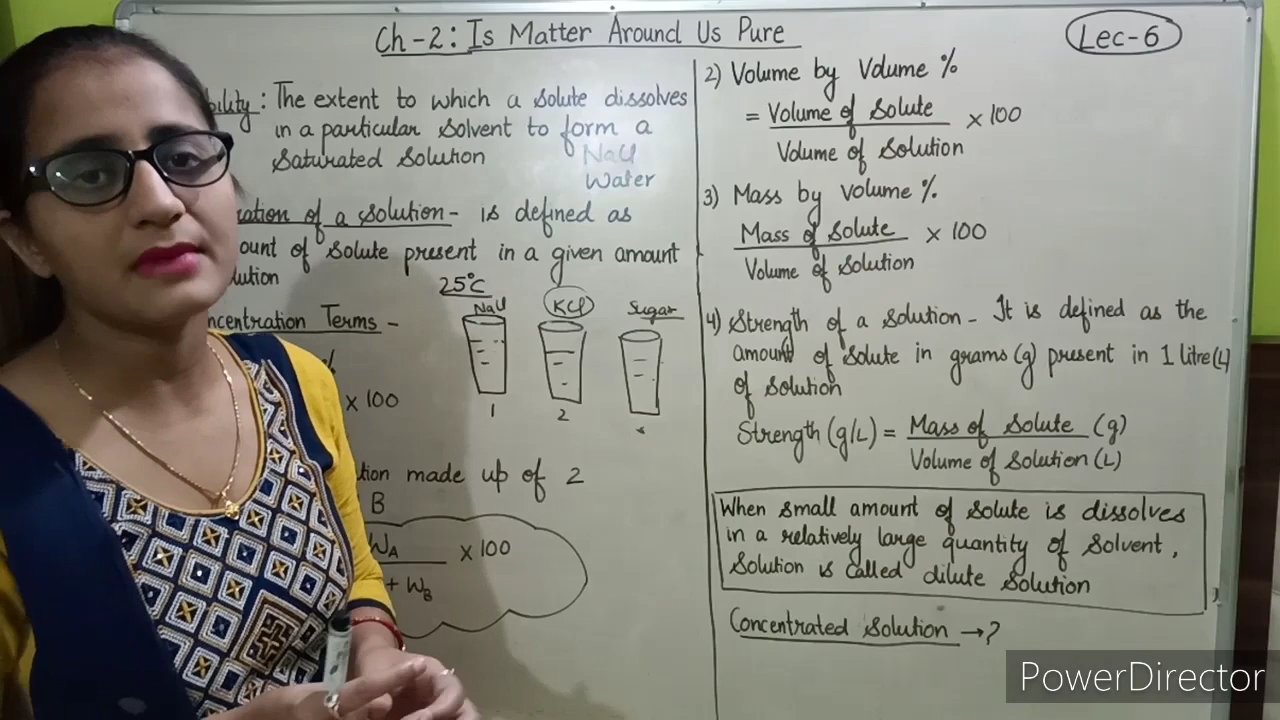 Ch-2: Is Matter Around Us Pure
Lec-6
bility: The extent to which a solute dissolves
in a particular solvent to form a
saturated solution
NaCl
Water
ration of a solution- is defined as
ount of solute present in a given amount
lution
25°C
ncentration Terms-
NaCl KCl Sugar
%
x 100
1 2
tion made up of 2
B
WA x 100
+ WB
2) Volume by Volume %
= Volume of Solute x 100
Volume of Solution
3) Mass by volume %
Mass of Solute x 100
Volume of Solution
4) Strength of a Solution- It is defined as the
amount of solute in grams (g) present in 1 litre (L)
of solution
Strength (g/L) = Mass of Solute (g)
Volume of Solution (L)
When small amount of solute is dissolves
in a relatively large quantity of solvent,
Solution is called dilute solution
Concentrated Solution →?
PowerDirector